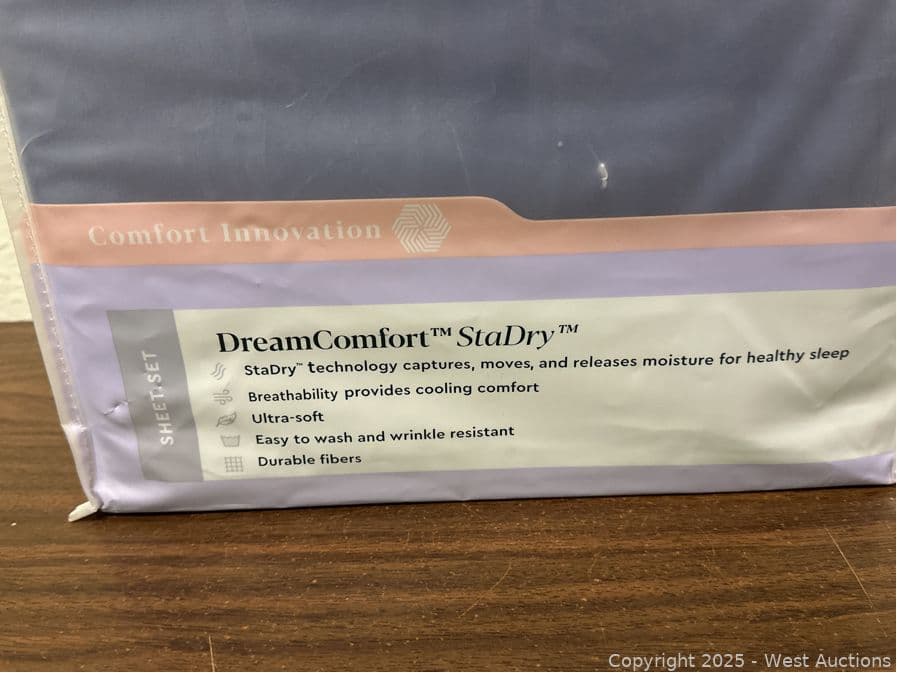 Comfort Innovation
SHEET SET
DreamComfort™ StaDry™
StaDry™ technology captures, moves, and releases moisture for healthy sleep
Breathability provides cooling comfort
Ultra-soft
Easy to wash and wrinkle resistant
Durable fibers
Copyright 2025 - West Auctions